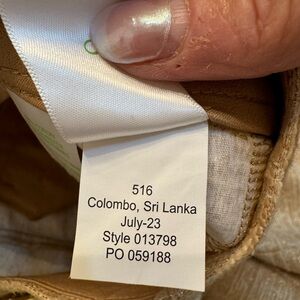 516
Colombo, Sri Lanka
July-23
Style 013798
PO 059188